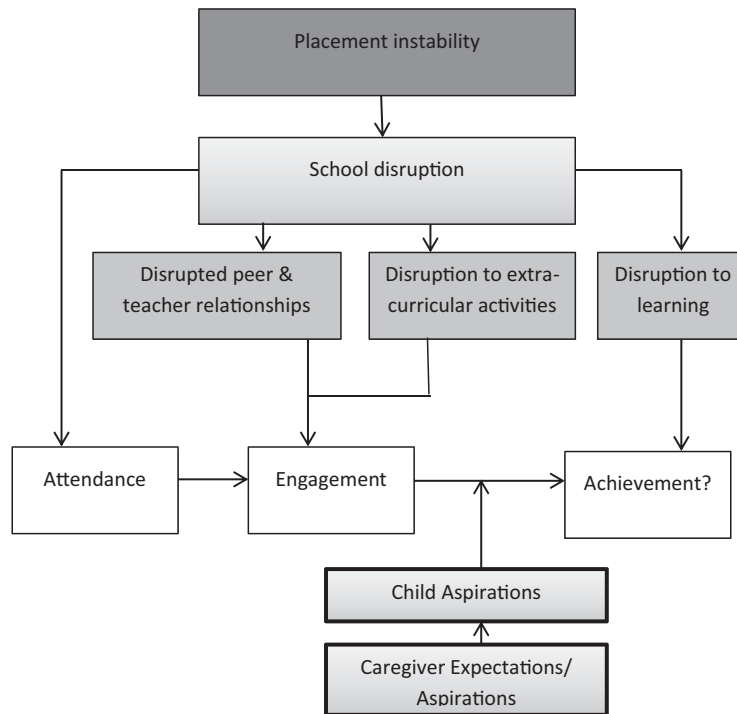 Placement instability
School disruption
Disrupted peer &
teacher relationships
Disruption to extra-
curricular activities
Disruption to
learning
Attendance
Engagement
Achievement?
Child Aspirations
Caregiver Expectations/
Aspirations